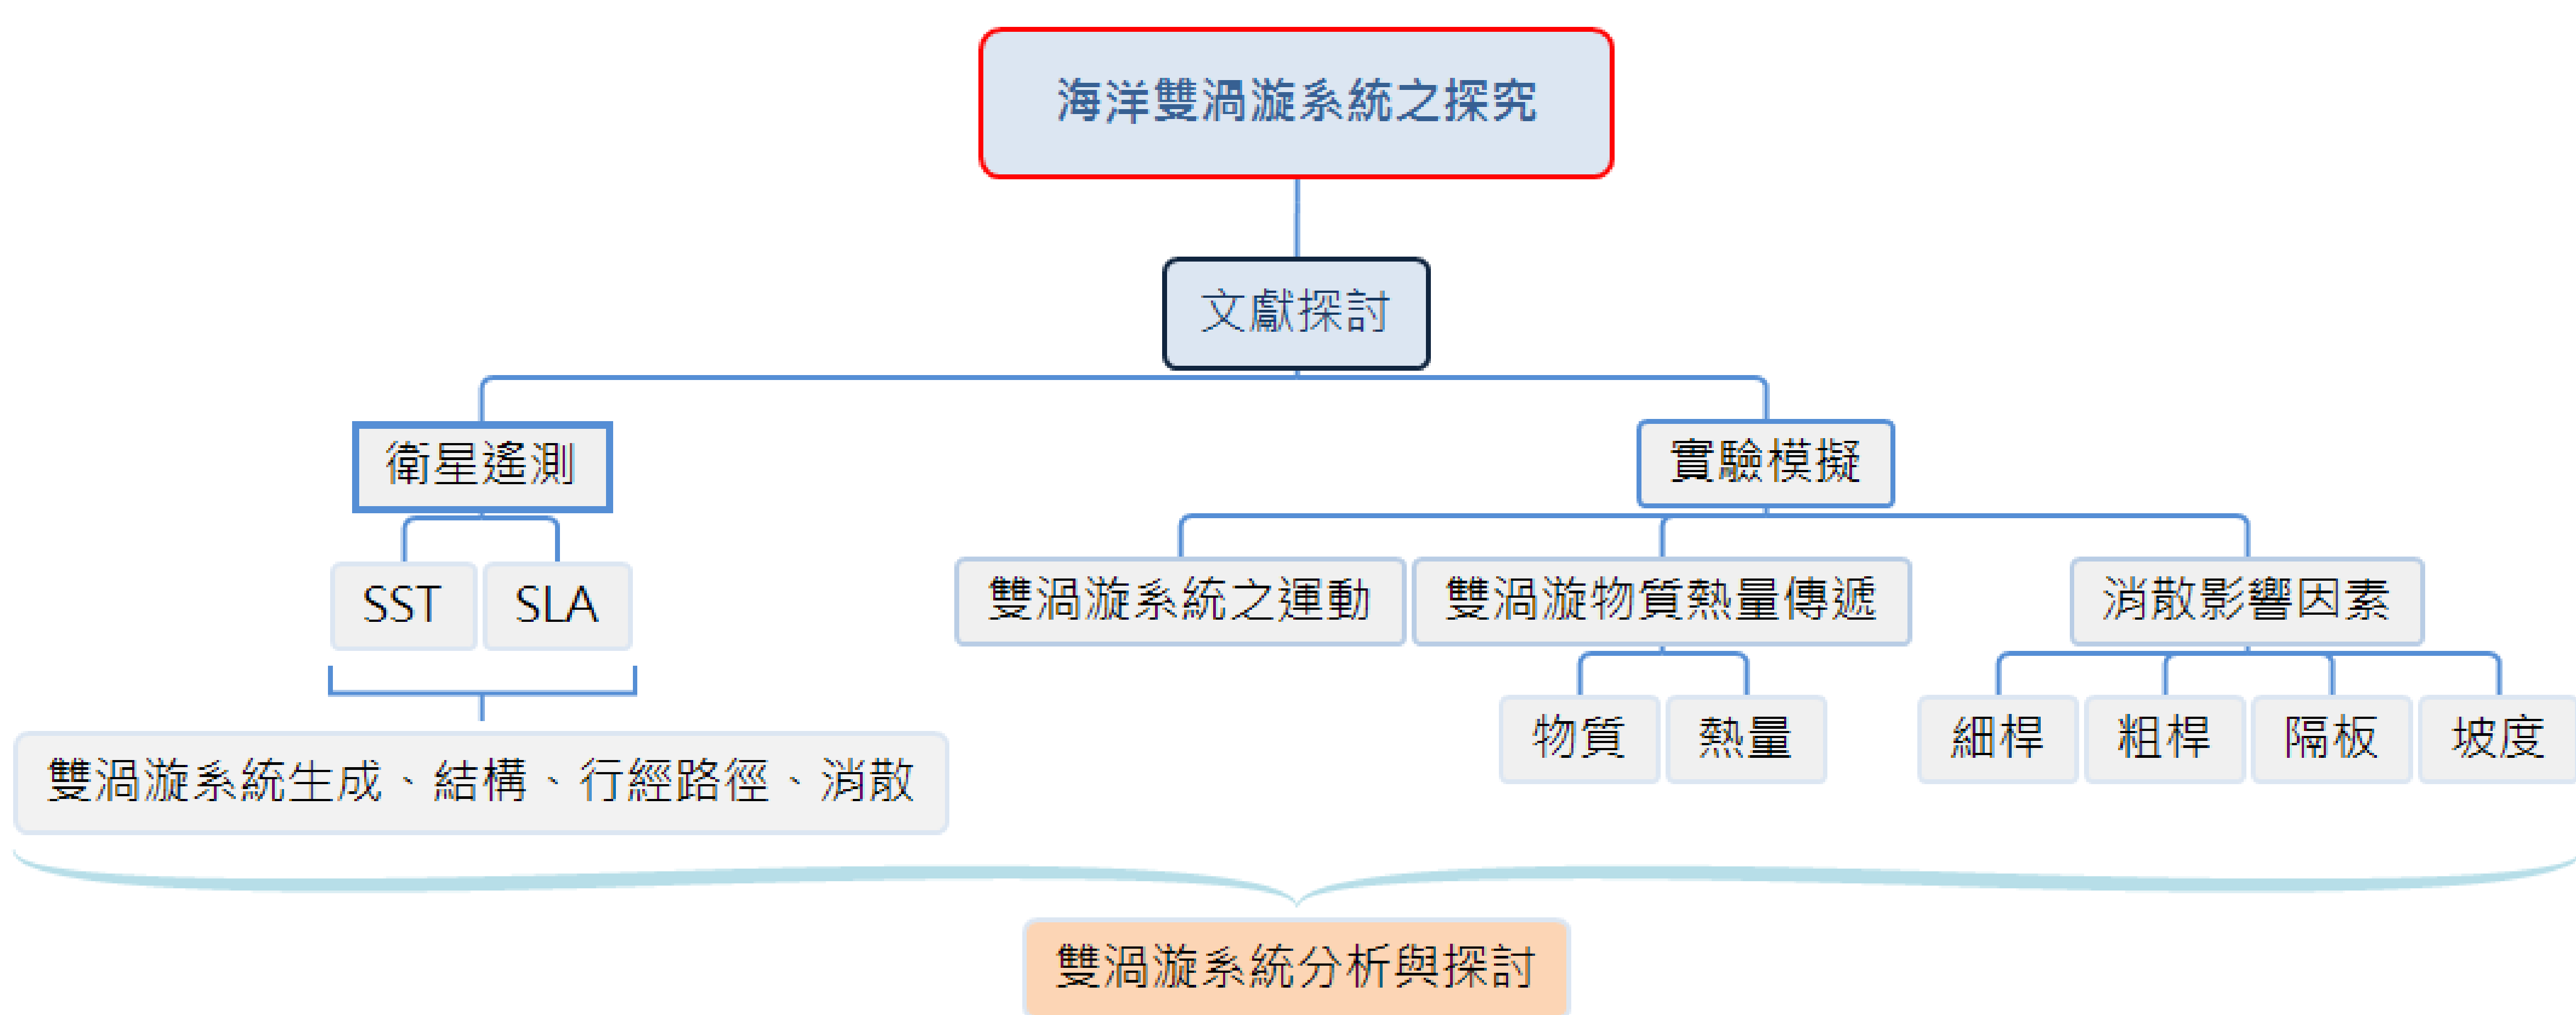 海洋雙渦漩系統之探究
文獻探討
衛星遙測
實驗模擬
SST
SLA
雙渦漩系統之運動
雙渦漩物質熱量傳遞
消散影響因素
物質
熱量
細桿
粗桿
隔板
坡度
雙渦漩系統生成、結構、行經路徑、消散
雙渦漩系統分析與探討